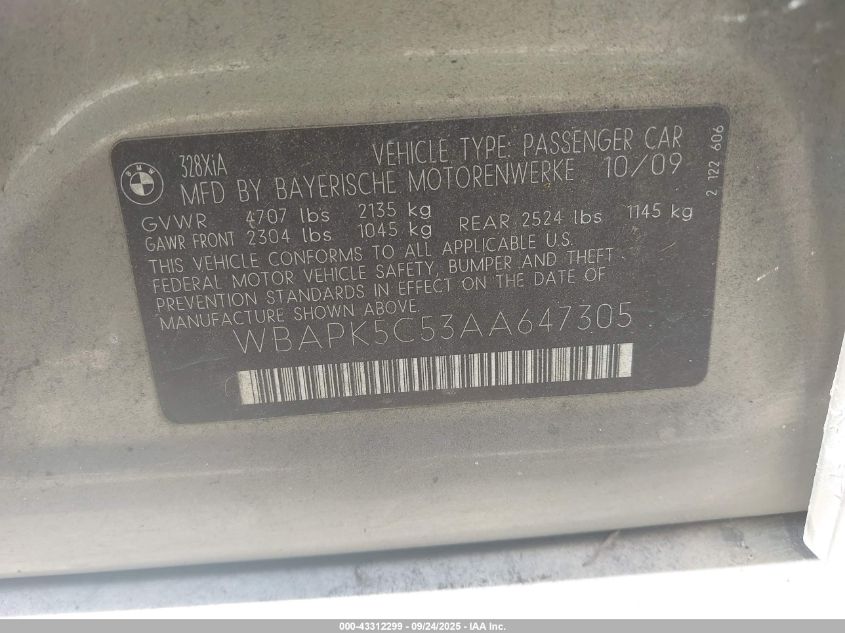 BMW
328XiA
VEHICLE TYPE: PASSENGER CAR
MFD BY BAYERISCHE MOTORENWERKE 10/09
GVWR 4707 lbs 2135 kg
GAWR FRONT 2304 lbs 1045 kg REAR 2524 lbs 1145 kg
THIS VEHICLE CONFORMS TO ALL APPLICABLE U.S.
FEDERAL MOTOR VEHICLE SAFETY, BUMPER AND THEFT
PREVENTION STANDARDS IN EFFECT ON THE DATE OF
MANUFACTURE SHOWN ABOVE.
WBAPK5C53AA647305
2 122 606
000-43312299 - 09/24/2025 - IAA Inc.